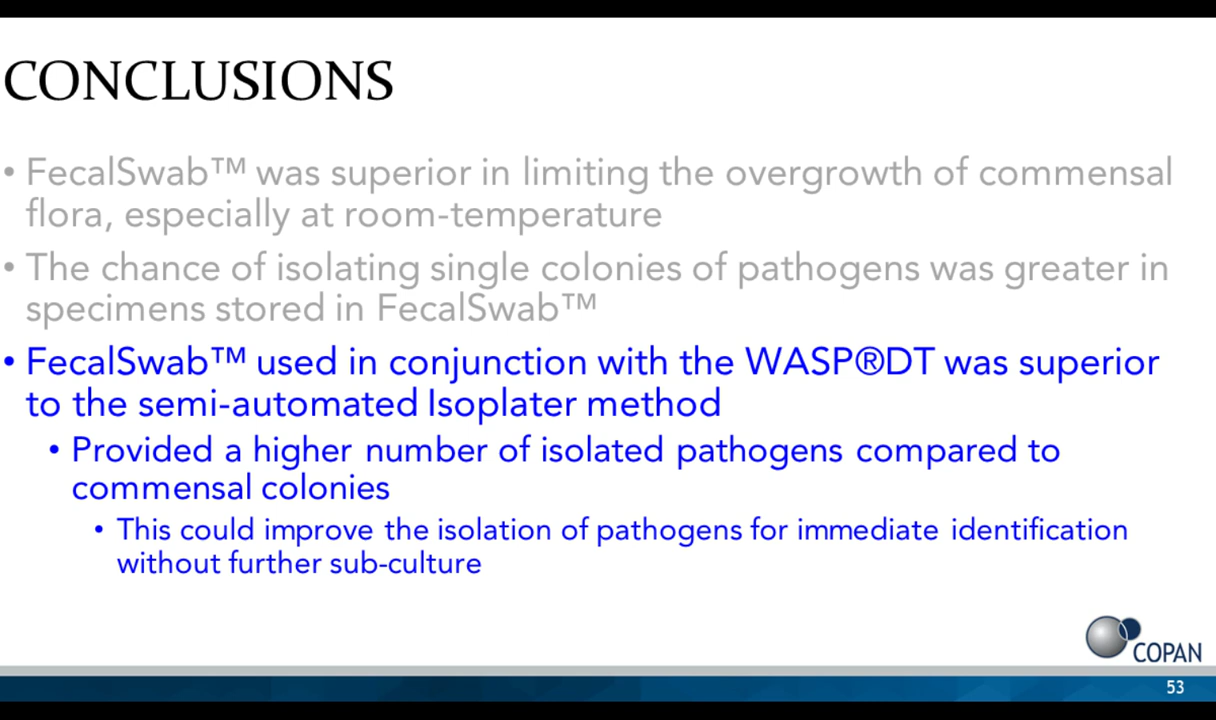 CONCLUSIONS
• FecalSwab™ was superior in limiting the overgrowth of commensal
flora, especially at room-temperature
• The chance of isolating single colonies of pathogens was greater in
specimens stored in FecalSwab™
• FecalSwab™ used in conjunction with the WASP®DT was superior
to the semi-automated Isoplater method
• Provided a higher number of isolated pathogens compared to
commensal colonies
• This could improve the isolation of pathogens for immediate identification
without further sub-culture
COPAN
53